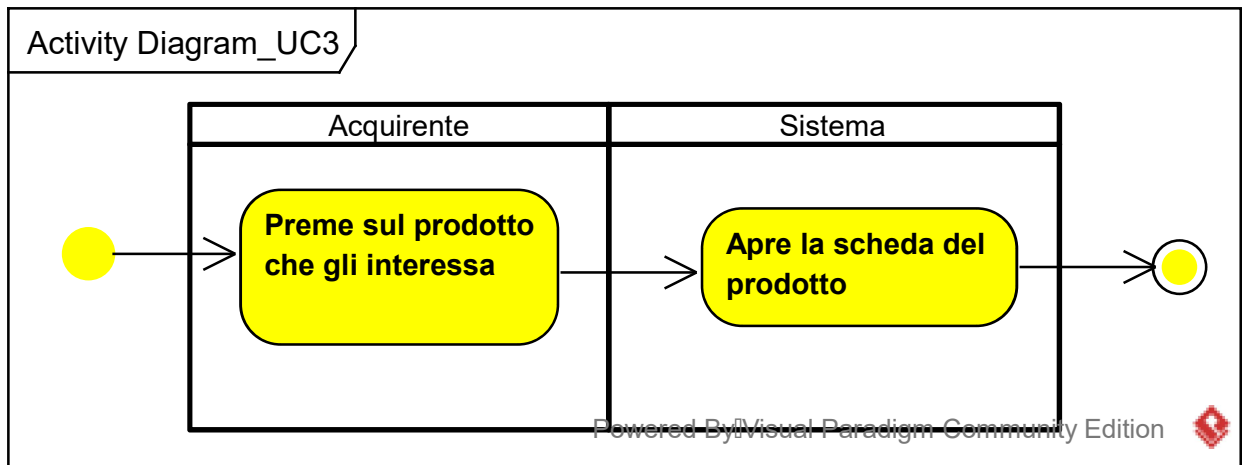 Activity Diagram_UC3
Acquirente
Sistema
Preme sul prodotto
che gli interessa
Apre la scheda del
prodotto
Powered By Visual Paradigm Community Edition